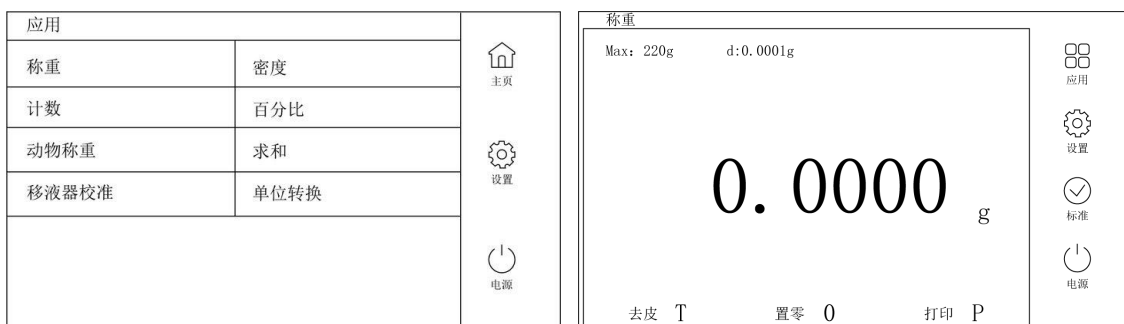 应用
称重 密度
计数 百分比
动物称重 求和
移液器校准 单位转换
主页
设置
电源
称重
Max: 220g d:0.0001g
0.0000 g
去皮 T 置零 0 打印 P
应用
设置
标准
电源